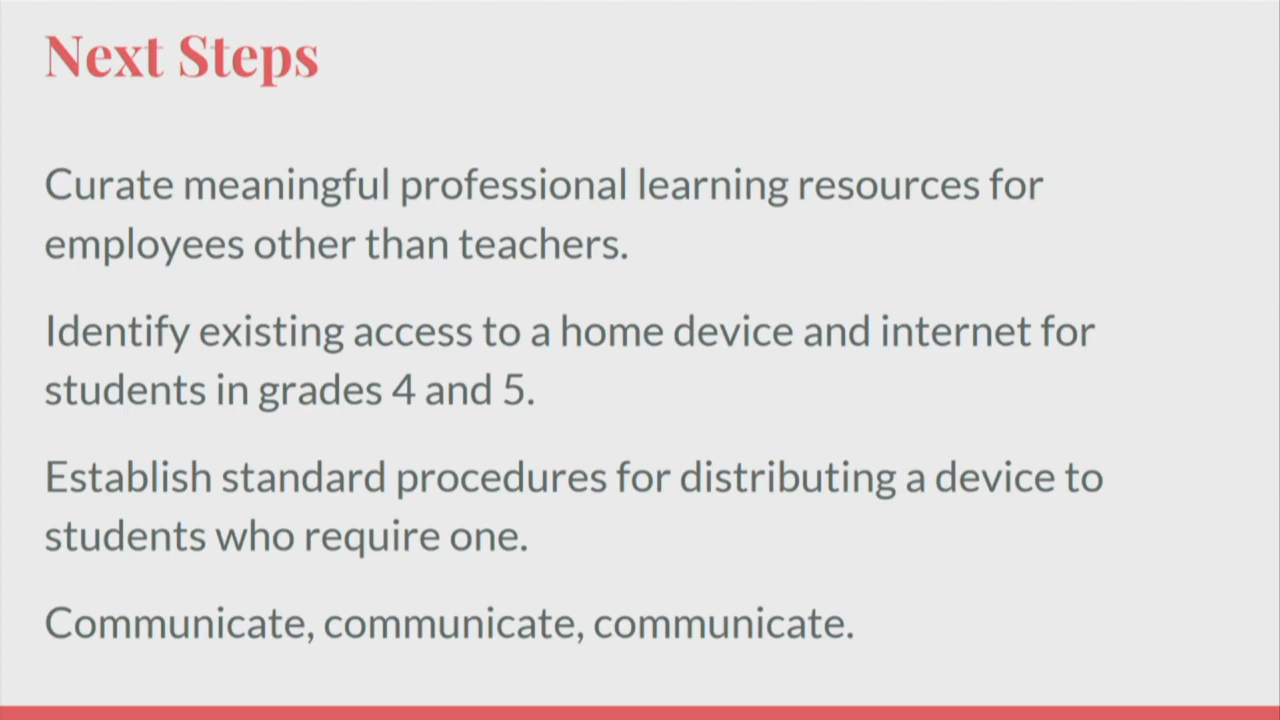 Next Steps
Curate meaningful professional learning resources for
employees other than teachers.
Identify existing access to a home device and internet for
students in grades 4 and 5.
Establish standard procedures for distributing a device to
students who require one.
Communicate, communicate, communicate.